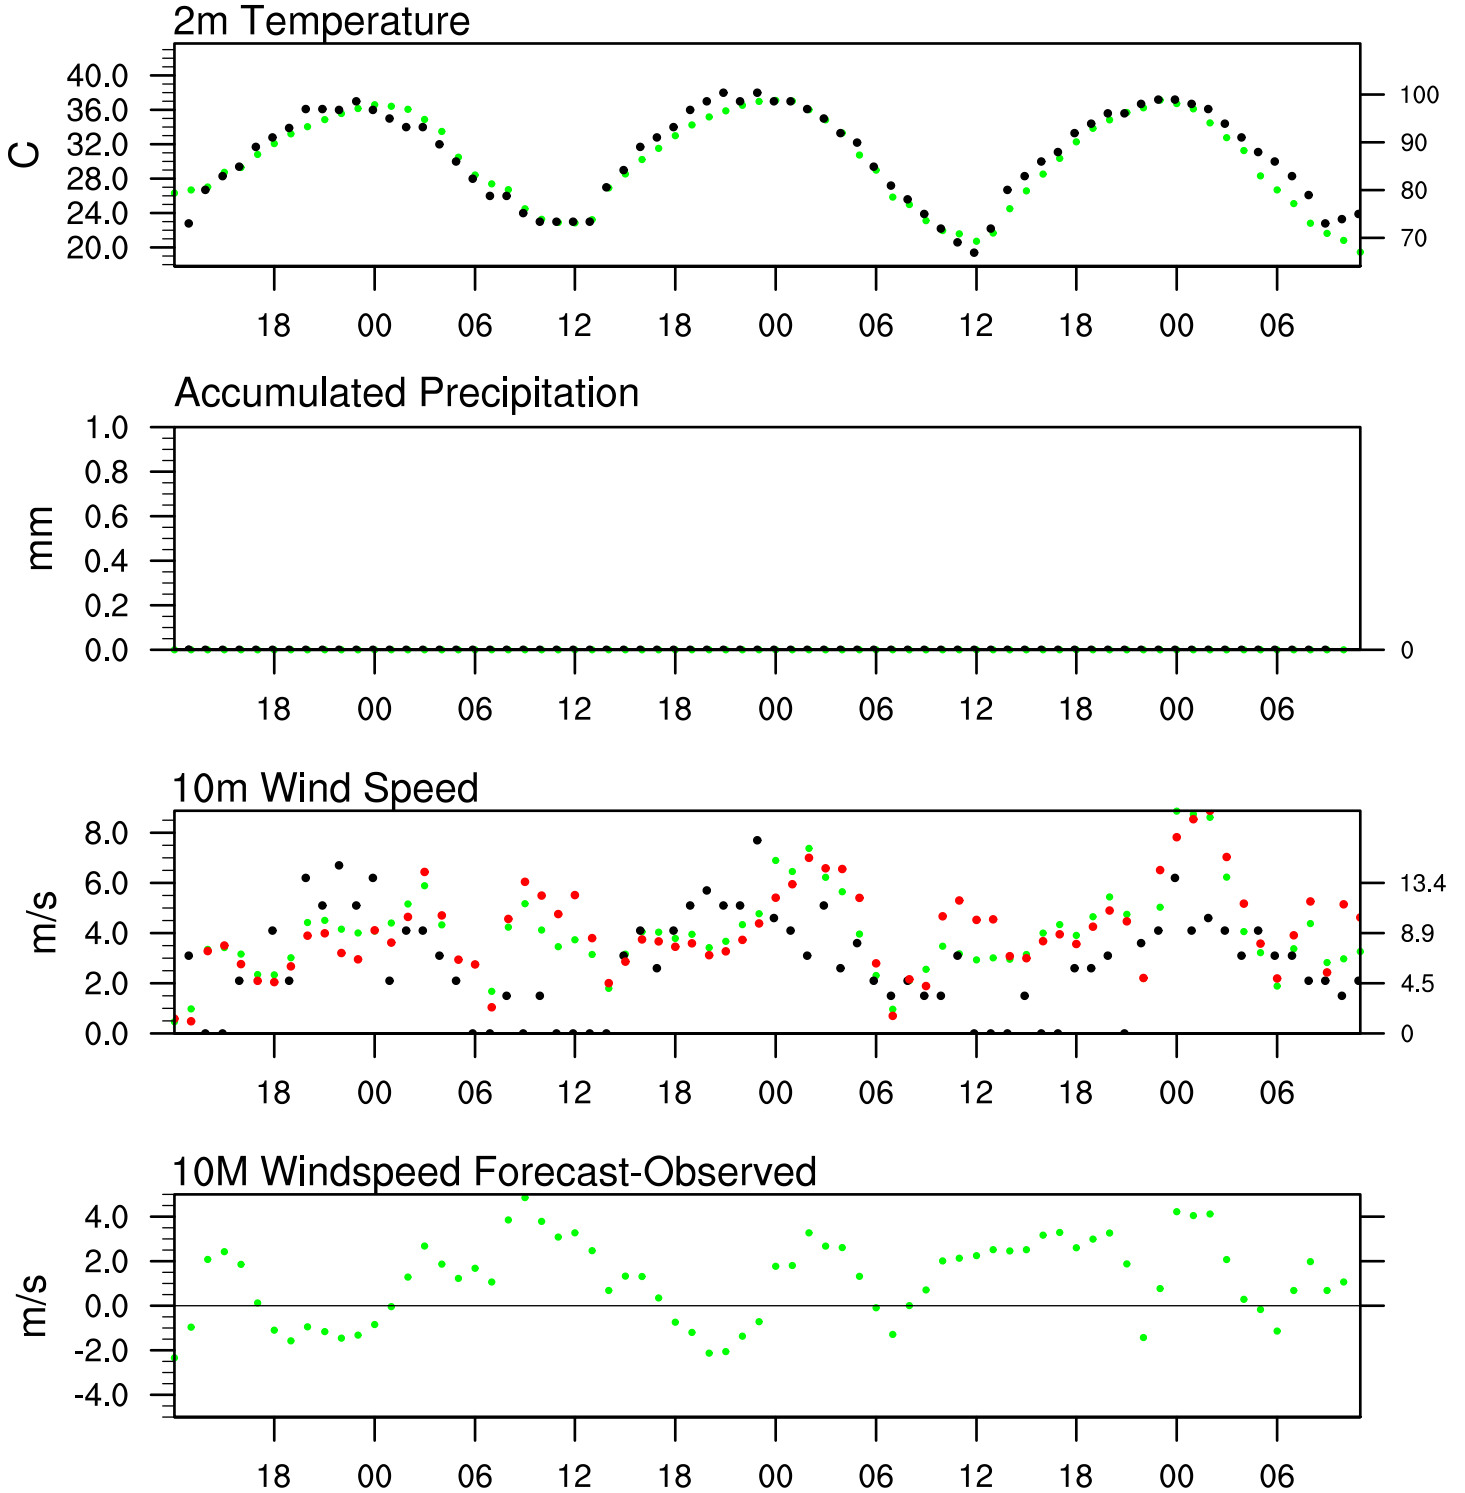 2m Temperature
C
40.0
36.0
32.0
28.0
24.0
20.0
100
90
80
70
18 00 06 12 18 00 06 12 18 00 06
Accumulated Precipitation
mm
1.0
0.8
0.6
0.4
0.2
0.0
0
18 00 06 12 18 00 06 12 18 00 06
10m Wind Speed
m/s
8.0
6.0
4.0
2.0
0.0
13.4
8.9
4.5
0
18 00 06 12 18 00 06 12 18 00 06
10M Windspeed Forecast-Observed
m/s
4.0
2.0
0.0
-2.0
-4.0
18 00 06 12 18 00 06 12 18 00 06